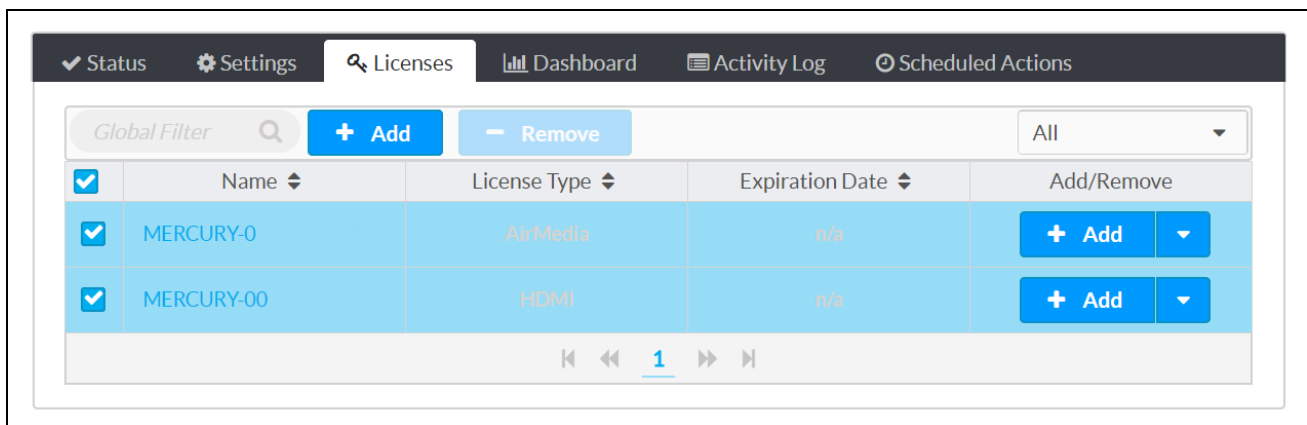 Status Settings Licenses Dashboard Activity Log Scheduled Actions
Global Filter Add Remove All
Name License Type Expiration Date Add/Remove
MERCURY-0 AirMedia n/a Add
MERCURY-00 HDMI n/a Add
1